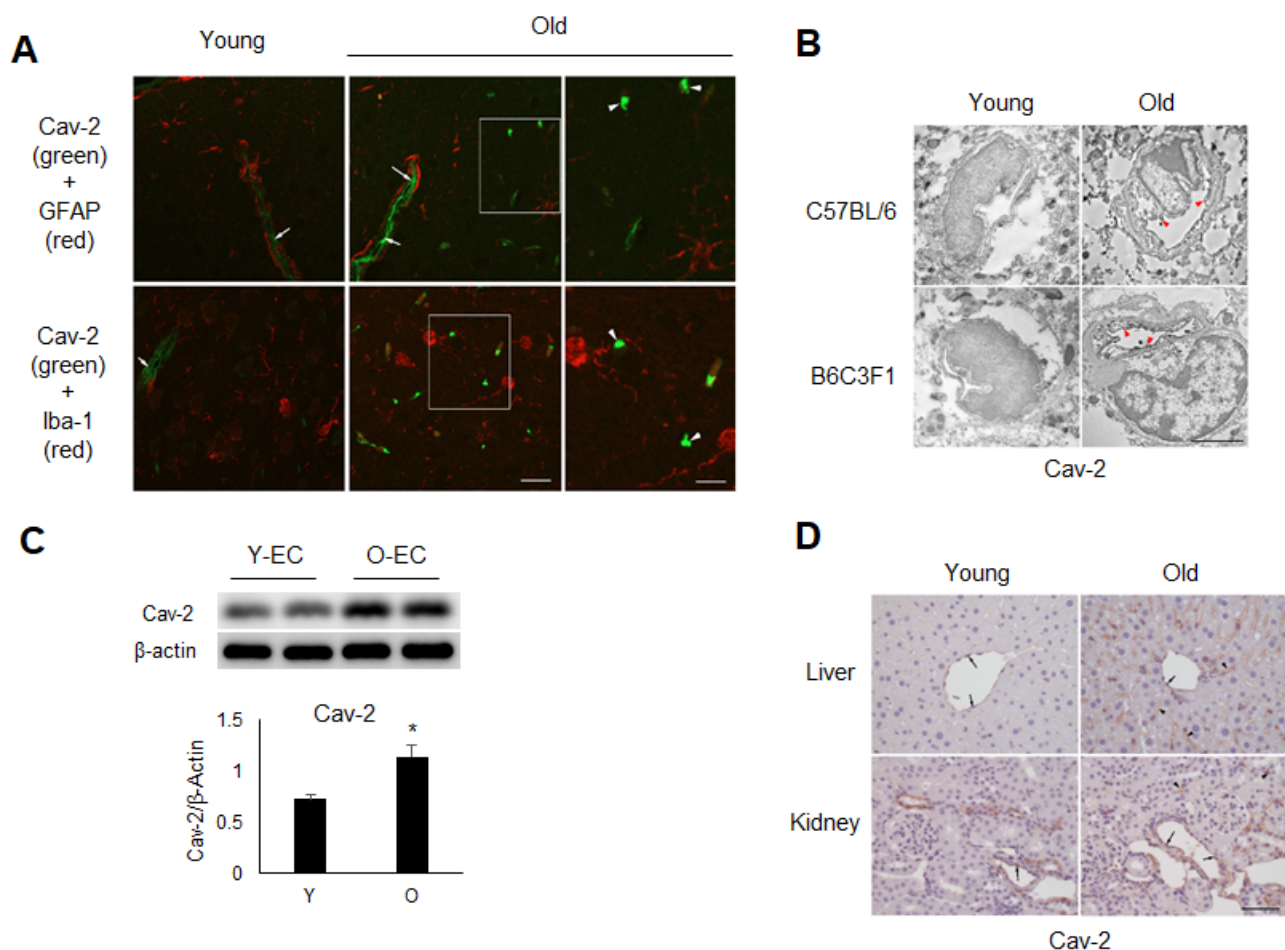 A
Young
Old
Cav-2
(green)
+
GFAP
(red)
Cav-2
(green)
+
Iba-1
(red)
B
Young
Old
C57BL/6
B6C3F1
Cav-2
C
Y-EC
O-EC
Cav-2
β-actin
Cav-2
1.5
*
1
0.5
0
Cav-2/β-Actin
Y
O
D
Young
Old
Liver
Kidney
Cav-2